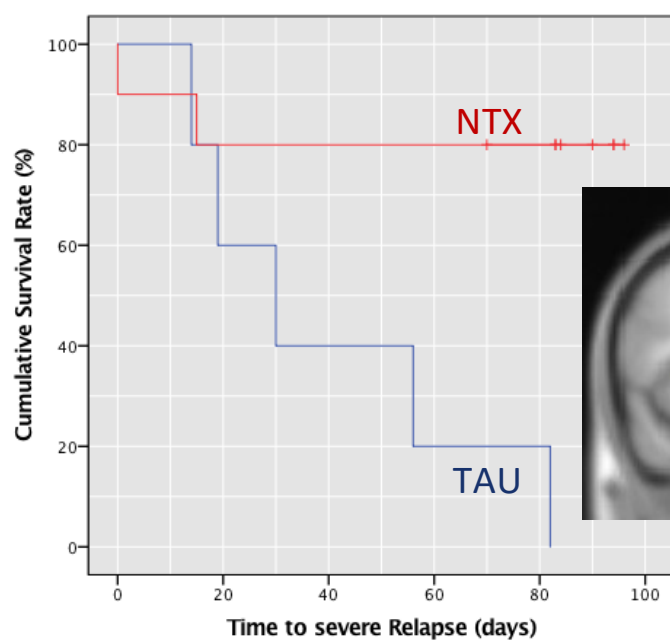 100
80
60
40
20
0
Cumulative Survival Rate (%)
NTX
TAU
0 20 40 60 80 100
Time to severe Relapse (days)